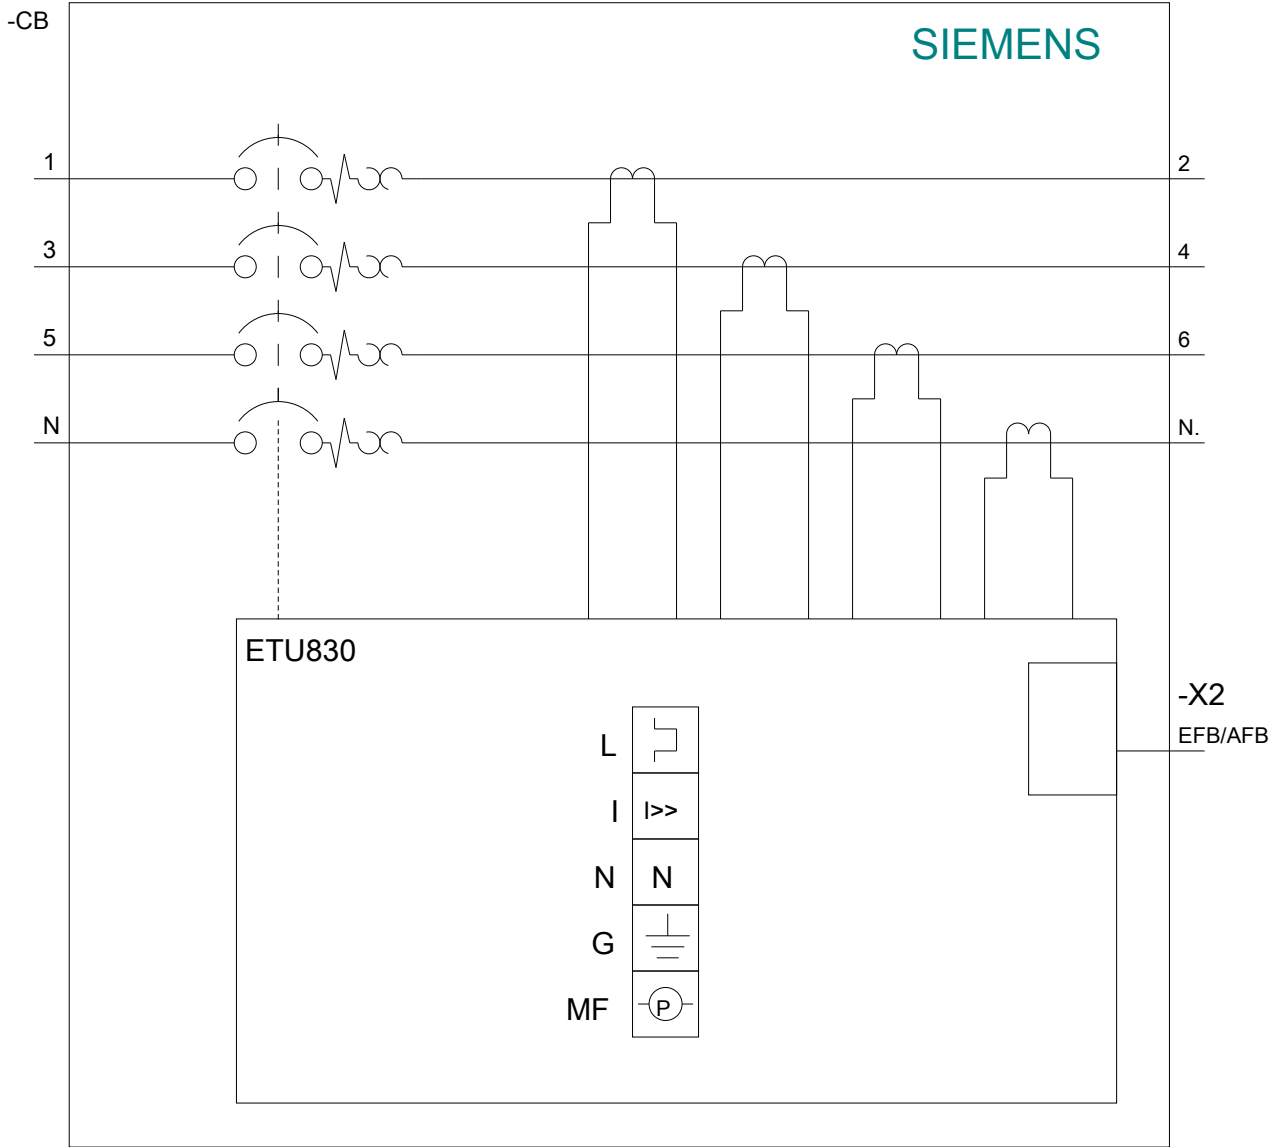 -CB
SIEMENS
1
2
3
4
5
6
N
N.
ETU830
-X2
EFB/AFB
L
I I>>
N N
G
MF P